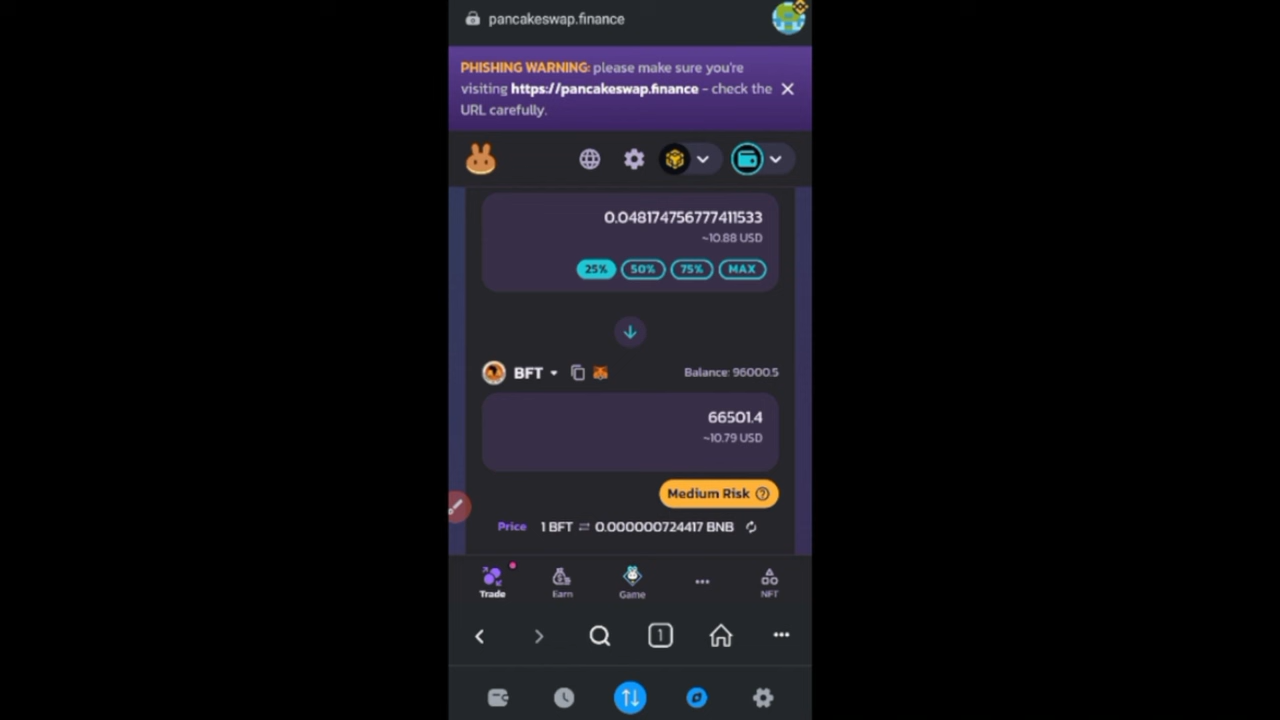 pancakeswap.finance
PHISHING WARNING: please make sure you're
visiting https://pancakeswap.finance - check the
URL carefully.
0.048174756777411533
~10.88 USD
25% 50% 75% MAX
BFT Balance: 96000.5
66501.4
~10.79 USD
Medium Risk
Price 1 BFT ⇌ 0.000000724417 BNB
Trade Earn Game NFT
1